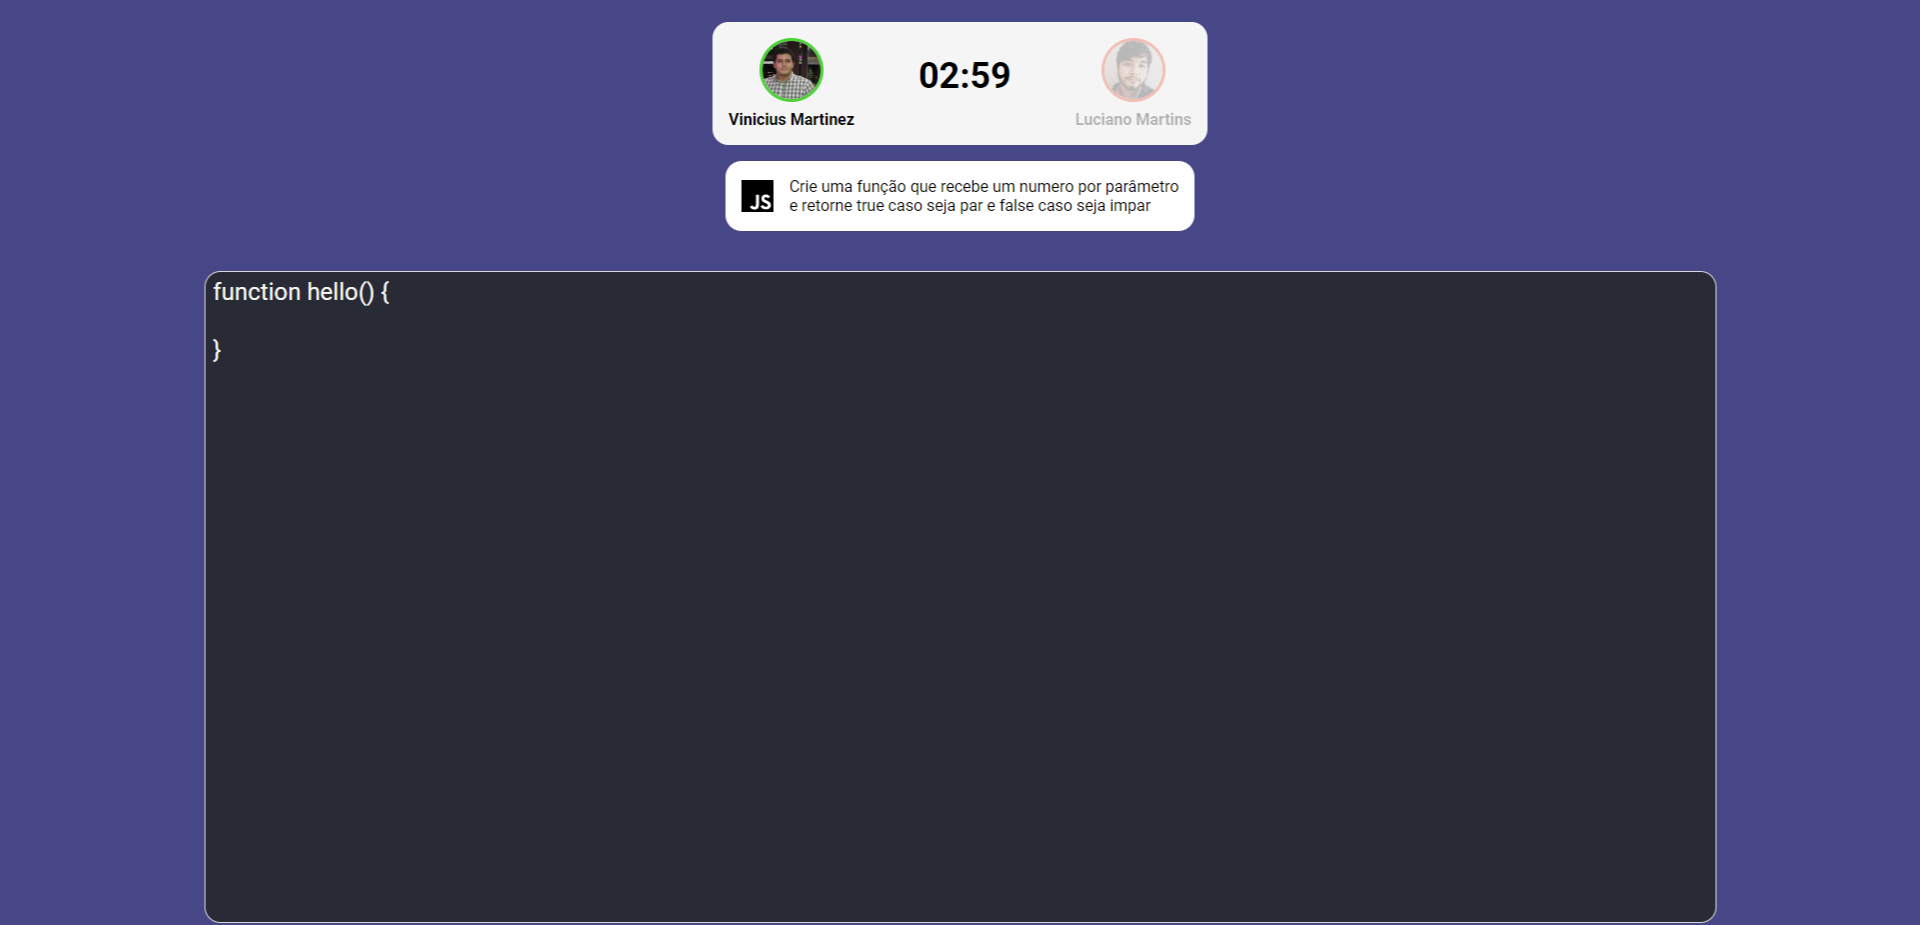 02:59
Vinicius Martinez
Luciano Martins
JS
Crie uma função que recebe um numero por parâmetro
e retorne true caso seja par e false caso seja impar
function hello() {
}